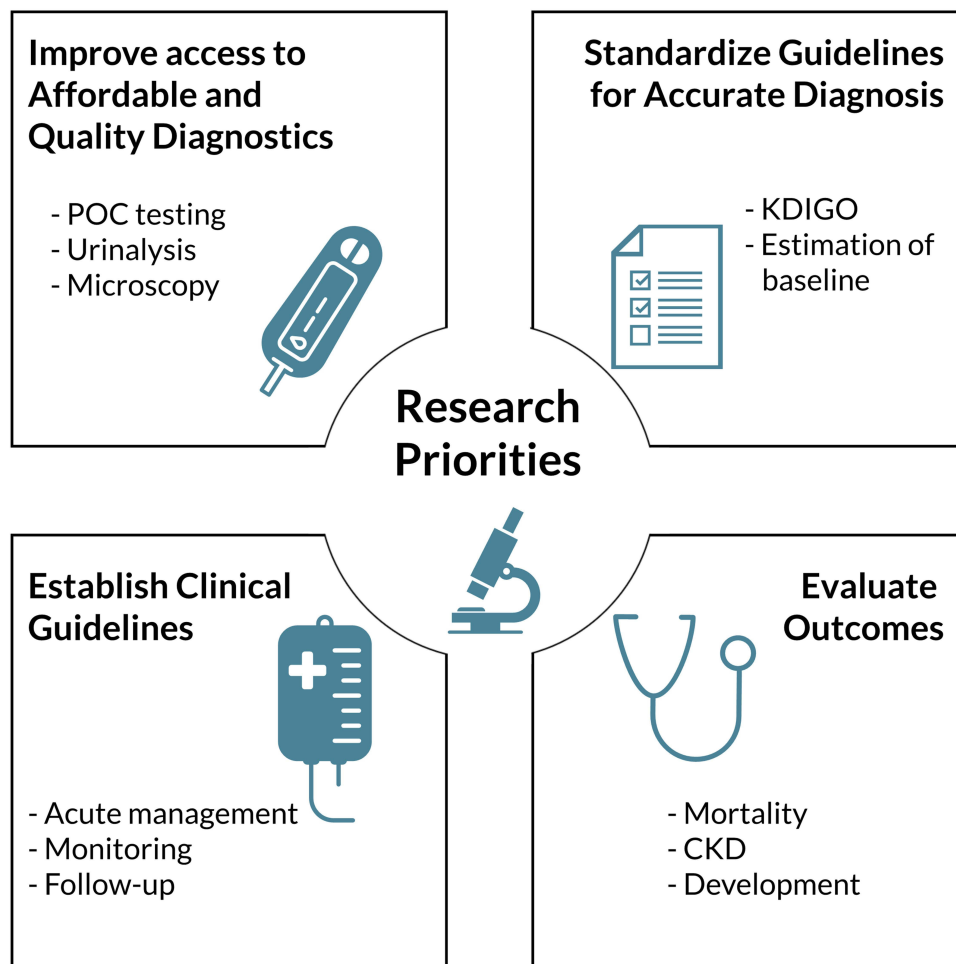 Improve access to
Affordable and
Quality Diagnostics
- POC testing
- Urinalysis
- Microscopy
Standardize Guidelines
for Accurate Diagnosis
- KDIGO
- Estimation of
baseline
Research
Priorities
Establish Clinical
Guidelines
- Acute management
- Monitoring
- Follow-up
Evaluate
Outcomes
- Mortality
- CKD
- Development